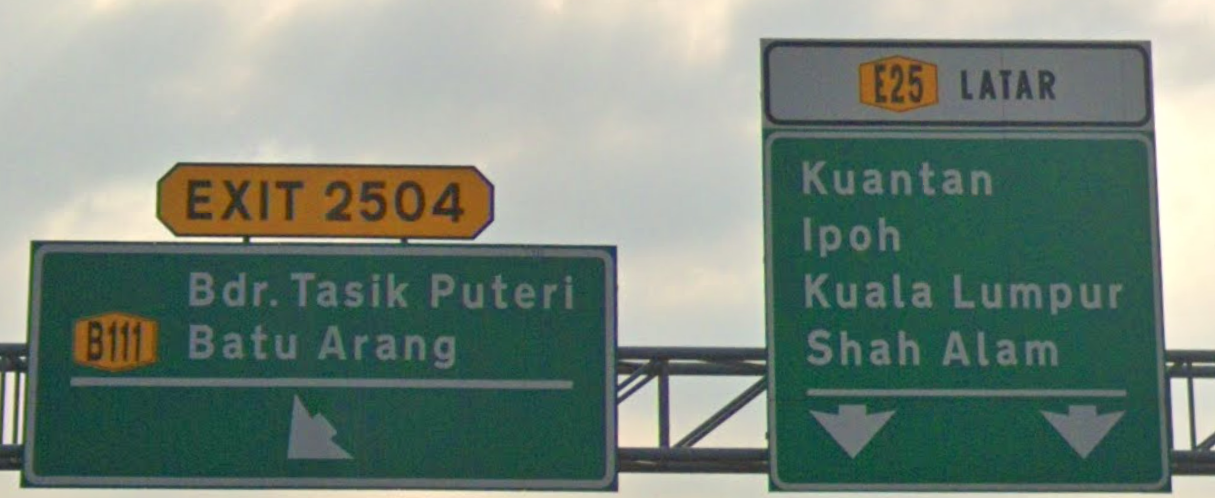 EXIT 2504
Bdr. Tasik Puteri
B111 Batu Arang
E25 LATAR
Kuantan
Ipoh
Kuala Lumpur
Shah Alam